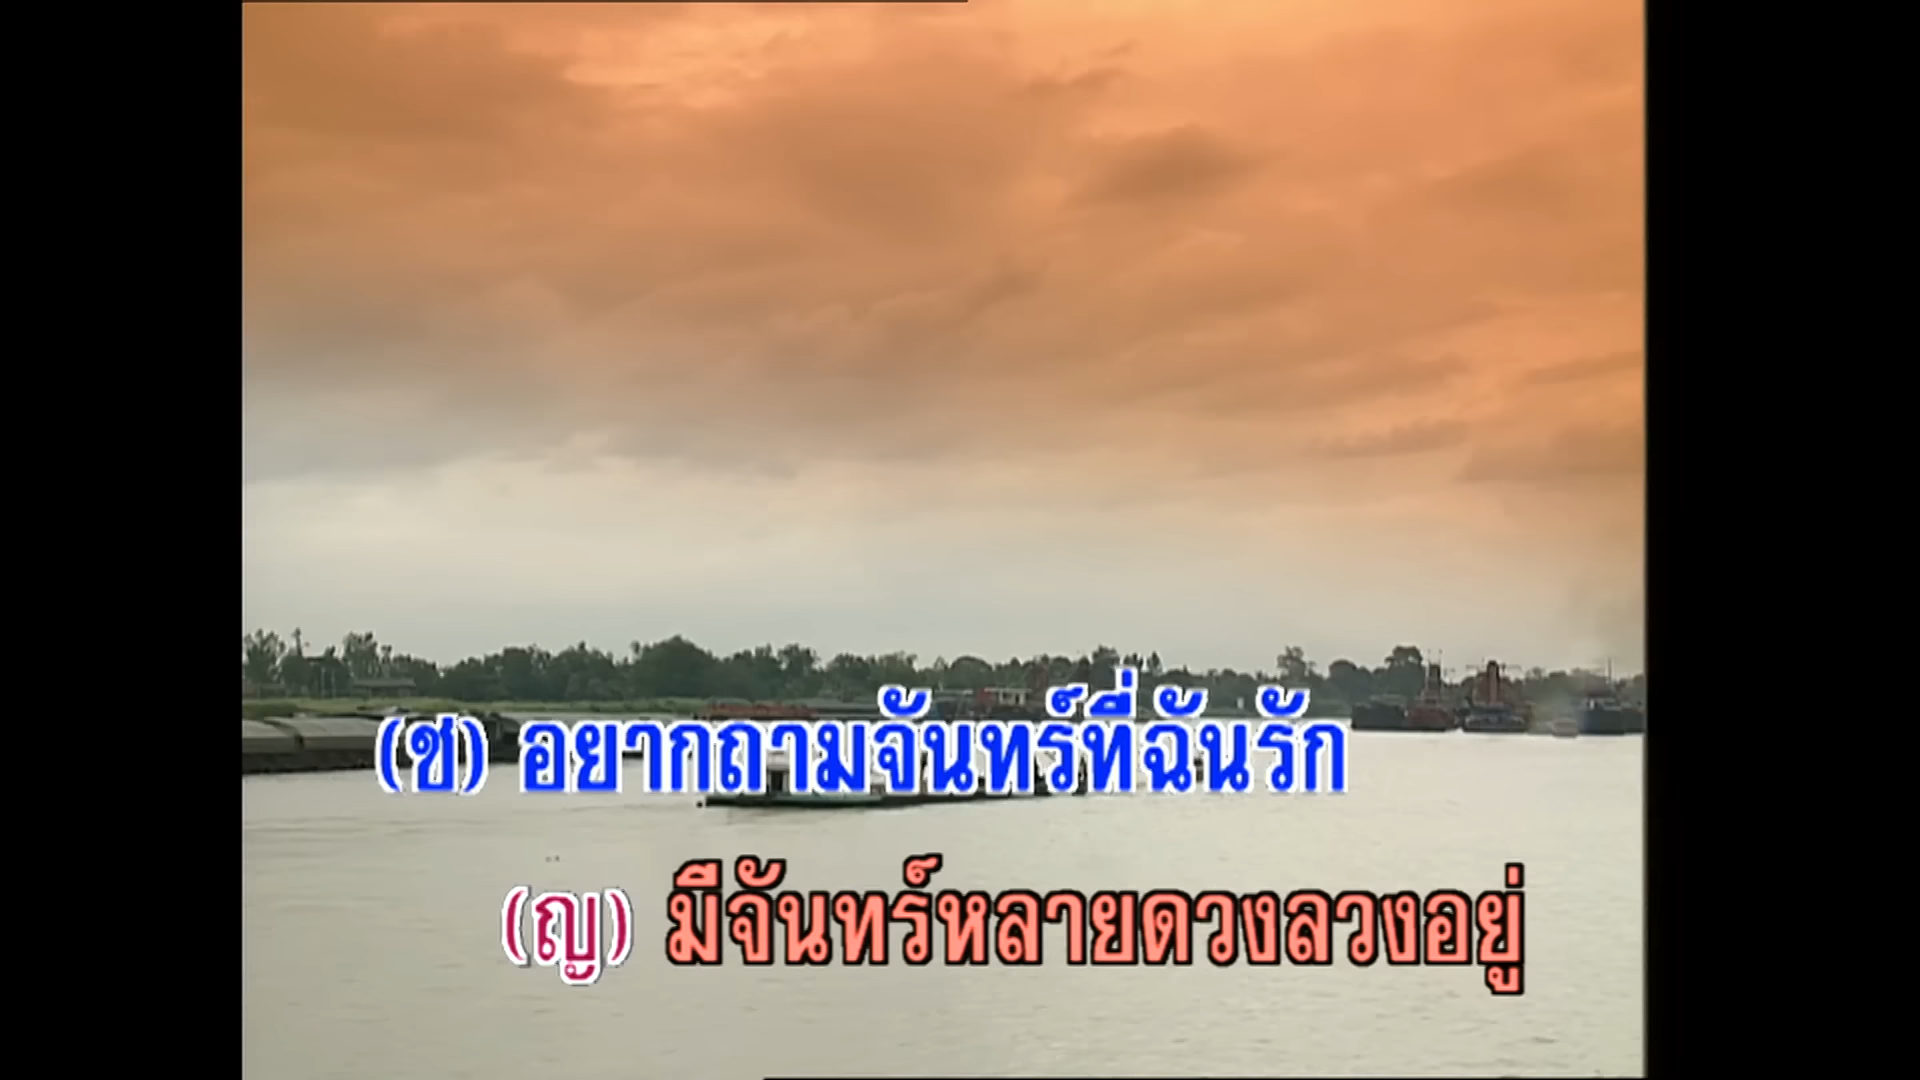 (ช) อยากถามจันทร์ที่ฉันรัก
(ญ) มีจันทร์หลายดวงลวงอยู่